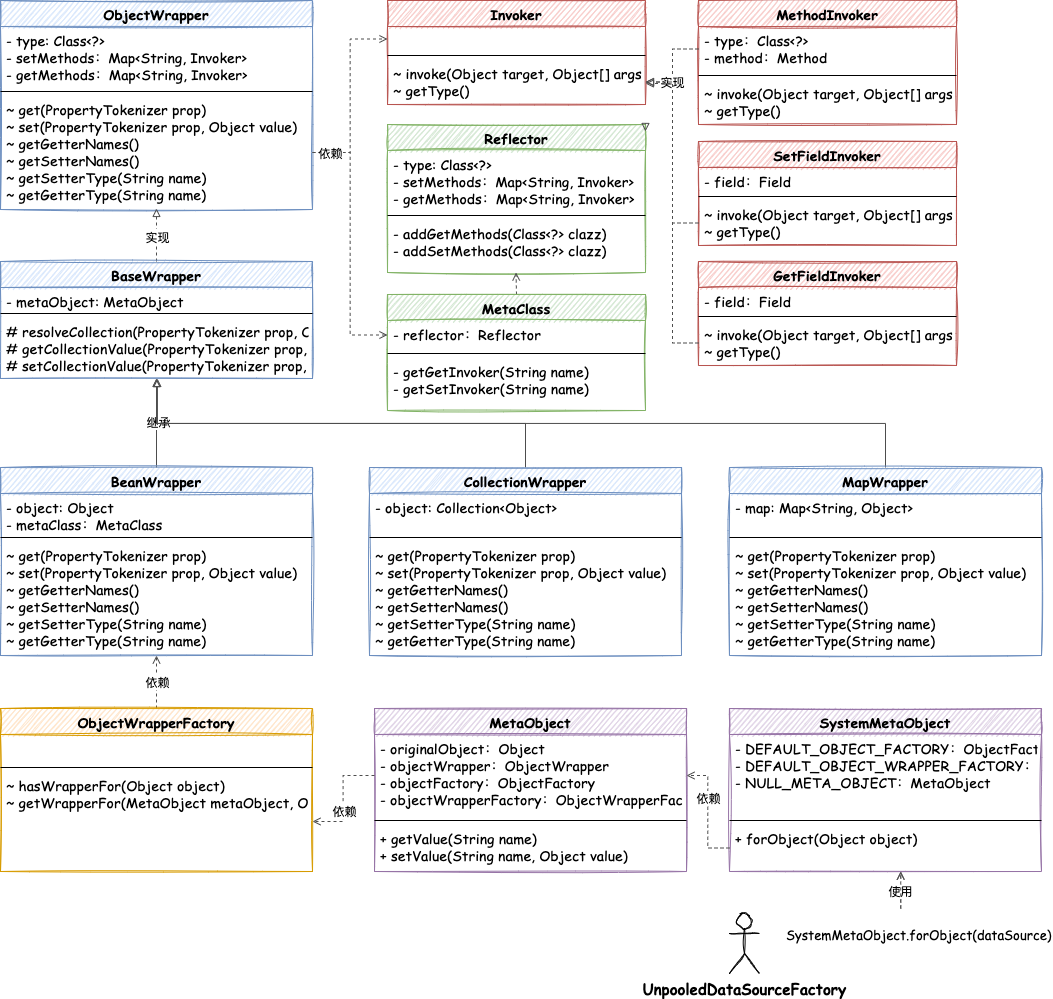 ObjectWrapper
- type: Class<?>
- setMethods：Map<String, Invoker>
- getMethods：Map<String, Invoker>
~ get(PropertyTokenizer prop)
~ set(PropertyTokenizer prop, Object value)
~ getGetterNames()
~ getSetterNames()
~ getSetterType(String name)
~ getGetterType(String name)
实现
依赖
Invoker
~ invoke(Object target, Object[] args
~ getType()
实现
MethodInvoker
- type：Class<?>
- method：Method
~ invoke(Object target, Object[] args
~ getType()
Reflector
- type: Class<?>
- setMethods：Map<String, Invoker>
- getMethods：Map<String, Invoker>
- addGetMethods(Class<?> clazz)
- addSetMethods(Class<?> clazz)
SetFieldInvoker
- field：Field
~ invoke(Object target, Object[] args
~ getType()
BaseWrapper
- metaObject: MetaObject
# resolveCollection(PropertyTokenizer prop, O
# getCollectionValue(PropertyTokenizer prop,
# setCollectionValue(PropertyTokenizer prop,
继承
MetaClass
- reflector：Reflector
- getGetInvoker(String name)
- getSetInvoker(String name)
GetFieldInvoker
- field：Field
~ invoke(Object target, Object[] args
~ getType()
BeanWrapper
- object: Object
- metaClass：MetaClass
~ get(PropertyTokenizer prop)
~ set(PropertyTokenizer prop, Object value)
~ getGetterNames()
~ getSetterNames()
~ getSetterType(String name)
~ getGetterType(String name)
依赖
CollectionWrapper
- object: Collection<Object>
~ get(PropertyTokenizer prop)
~ set(PropertyTokenizer prop, Object value)
~ getGetterNames()
~ getSetterNames()
~ getSetterType(String name)
~ getGetterType(String name)
MapWrapper
- map: Map<String, Object>
~ get(PropertyTokenizer prop)
~ set(PropertyTokenizer prop, Object value)
~ getGetterNames()
~ getSetterNames()
~ getSetterType(String name)
~ getGetterType(String name)
ObjectWrapperFactory
~ hasWrapperFor(Object object)
~ getWrapperFor(MetaObject metaObject, O
依赖
MetaObject
- originalObject：Object
- objectWrapper：ObjectWrapper
- objectFactory：ObjectFactory
- objectWrapperFactory：ObjectWrapperFac
+ getValue(String name)
+ setValue(String name, Object value)
依赖
SystemMetaObject
- DEFAULT_OBJECT_FACTORY：ObjectFact
- DEFAULT_OBJECT_WRAPPER_FACTORY：
- NULL_META_OBJECT：MetaObject
+ forObject(Object object)
使用
SystemMetaObject.forObject(dataSource)
UnpooledDataSourceFactory